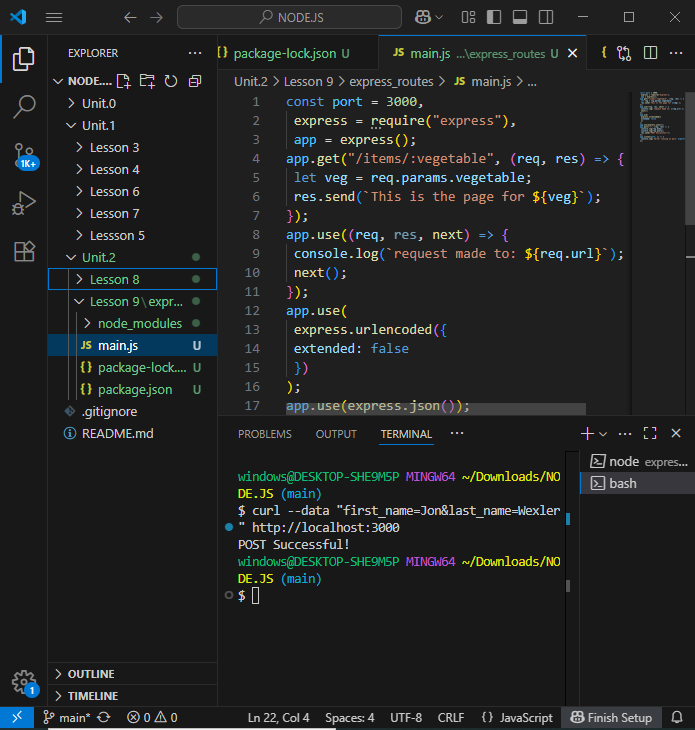 NODE.JS
EXPLORER
NODE....
Unit.0
Unit.1
Lesson 3
Lesson 4
Lesson 6
Lesson 7
Lessson 5
Unit.2
Lesson 8
Lesson 9\expr...
node_modules
JS main.js U
{} package-lock.... U
{} package.json U
.gitignore
README.md
OUTLINE
TIMELINE
1K+
1
{} package-lock.json U
JS main.js ...\express_routes U
Unit.2 > Lesson 9 > express_routes > JS main.js > ...
1 const port = 3000,
2 express = require("express"),
3 app = express();
4 app.get("/items/:vegetable", (req, res) => {
5 let veg = req.params.vegetable;
6 res.send(`This is the page for ${veg}`);
7 });
8 app.use((req, res, next) => {
9 console.log(`request made to: ${req.url}`);
10 next();
11 });
12 app.use(
13 express.urlencoded({
14 extended: false
15 })
16 );
17 app.use(express.json());
PROBLEMS OUTPUT TERMINAL ...
windows@DESKTOP-SHE9M5P MINGW64 ~/Downloads/NO
DE.JS (main)
$ curl --data "first_name=Jon&last_name=Wexler
" http://localhost:3000
POST Successful!
windows@DESKTOP-SHE9M5P MINGW64 ~/Downloads/NO
DE.JS (main)
$
node expres...
bash
main* 0 0 Ln 22, Col 4 Spaces: 4 UTF-8 CRLF {} JavaScript Finish Setup